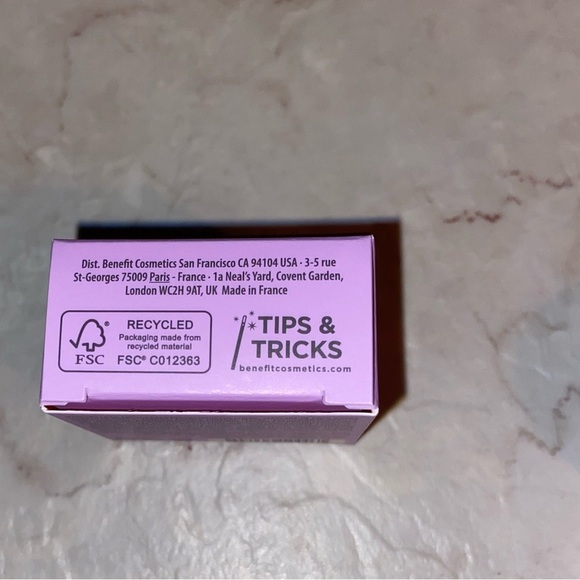 Dist. Benefit Cosmetics San Francisco CA 94104 USA · 3-5 rue
St-Georges 75009 Paris - France · 1a Neal's Yard, Covent Garden,
London WC2H 9AT, UK Made in France
FSC
RECYCLED
Packaging made from
recycled material
FSC® C012363
TIPS &
TRICKS
benefitcosmetics.com